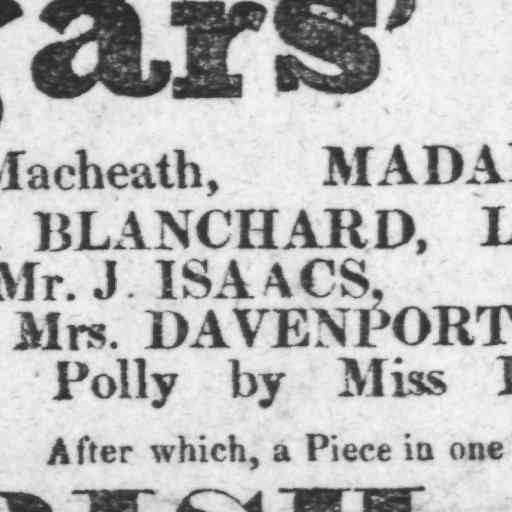 Macheath, MADA
BLANCHARD, L
Mr. J. ISAACS,
Mrs. DAVENPORT
Polly by Miss
After which, a Piece in one